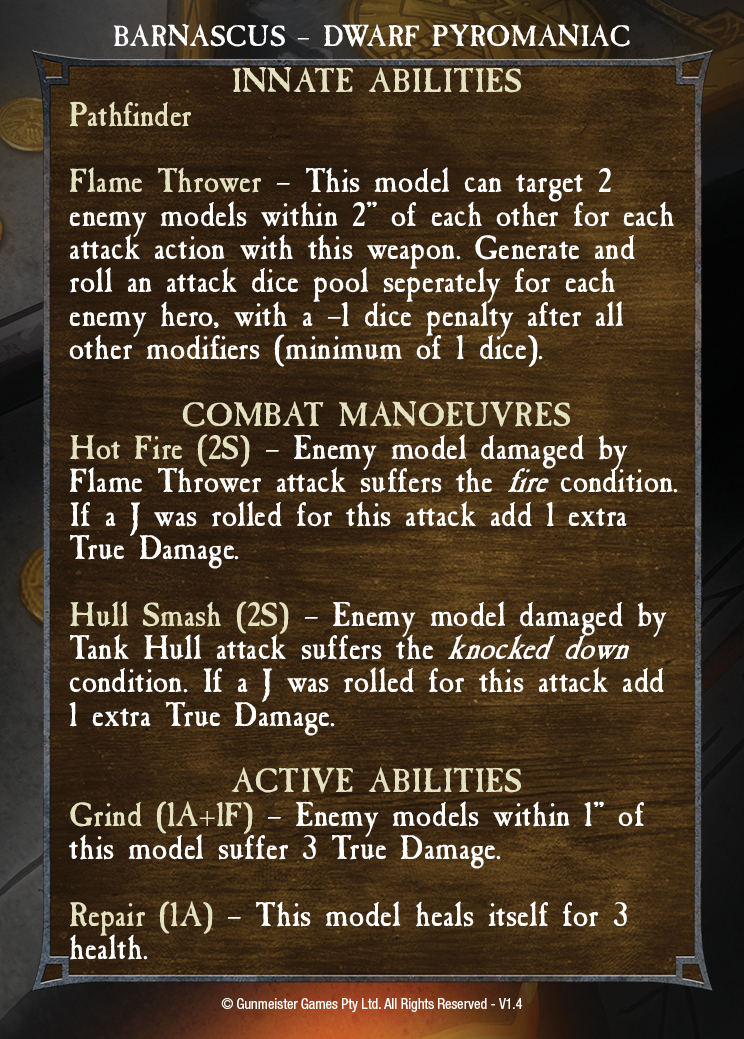 BARNASCUS – DWARF PYROMANIAC
INNATE ABILITIES
Pathfinder
Flame Thrower – This model can target 2
enemy models within 2” of each other for each
attack action with this weapon. Generate and
roll an attack dice pool seperately for each
enemy hero, with a –1 dice penalty after all
other modifiers (minimum of 1 dice).
COMBAT MANOEUVRES
Hot Fire (2S) – Enemy model damaged by
Flame Thrower attack suffers the fire condition.
If a J was rolled for this attack add 1 extra
True Damage.
Hull Smash (2S) – Enemy model damaged by
Tank Hull attack suffers the knocked down
condition. If a J was rolled for this attack add
1 extra True Damage.
ACTIVE ABILITIES
Grind (1A+1F) – Enemy models within 1” of
this model suffer 3 True Damage.
Repair (1A) – This model heals itself for 3
health.
© Gunmeister Games Pty Ltd. All Rights Reserved - V1.4